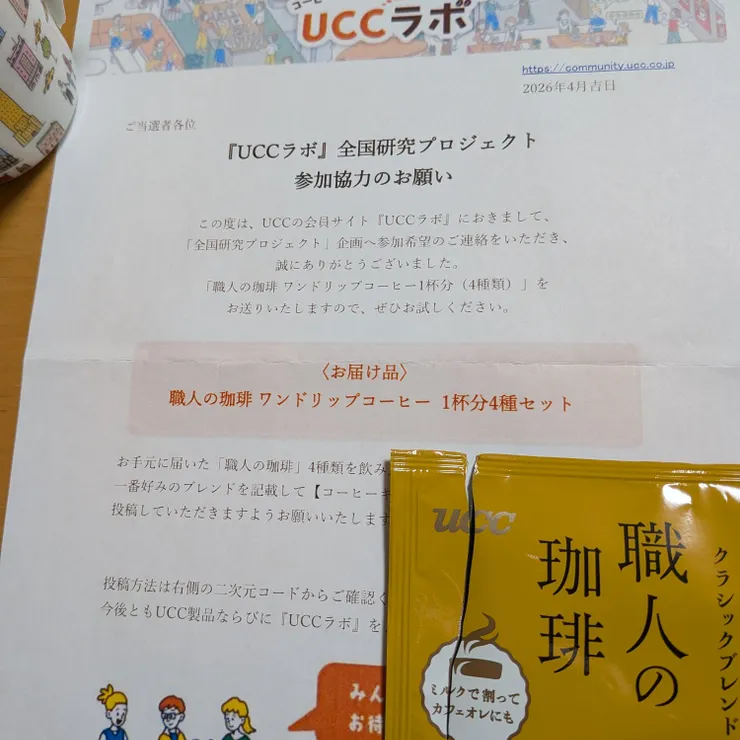 UCCラボ
https://community.ucc.co.jp
2026年4月吉日
ご当選者各位
『UCCラボ』全国研究プロジェクト
参加協力のお願い
この度は、UCCの会員サイト『UCCラボ』におきまして、
「全国研究プロジェクト」企画へ参加希望のご連絡をいただき、
誠にありがとうございました。
「職人の珈琲 ワンドリップコーヒー1杯分（4種類）」を
お送りいたしますので、ぜひお試しください。
〈お届け品〉
職人の珈琲 ワンドリップコーヒー 1杯分4種セット
お手元に届いた「職人の珈琲」4種類を飲み
一番好みのブレンドを記載して【コーヒーキ
投稿していただきますようお願いいたします
投稿方法は右側の二次元コードからご確認く
今後ともUCC製品ならびに『UCCラボ』を
みん
お待
ucc
職人の
珈琲
クラシックブレンド
ミルクで割って
カフェオレにも